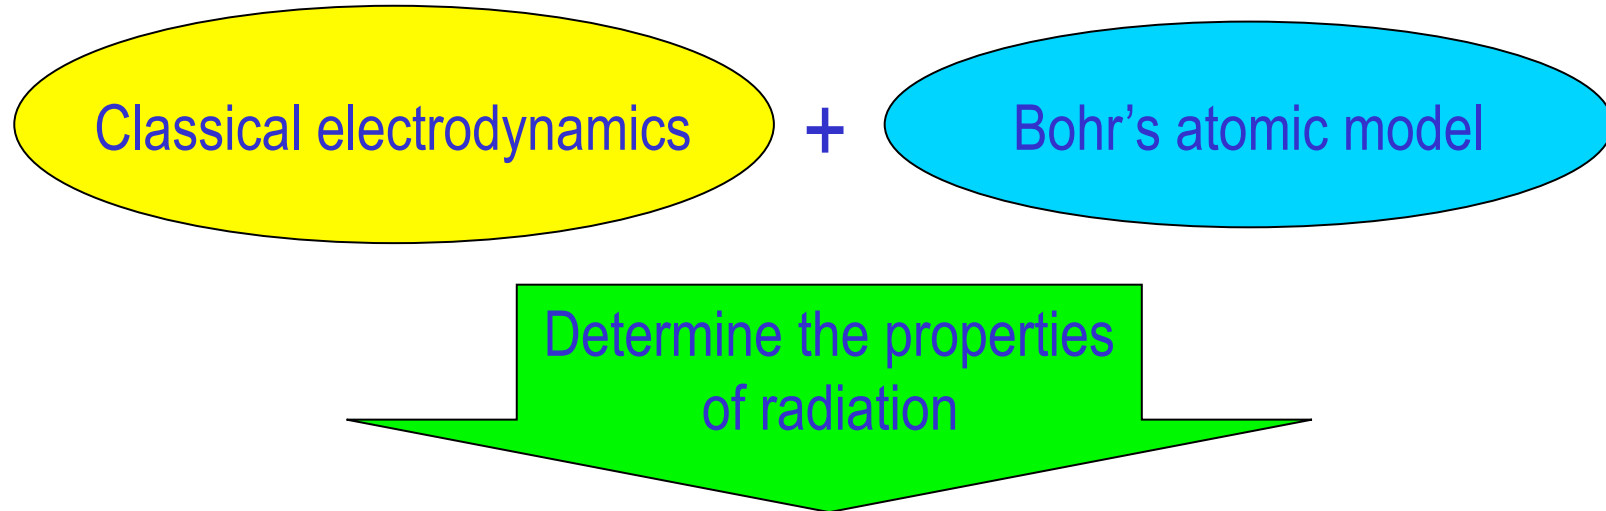 Classical electrodynamics + Bohr’s atomic model
Determine the properties
of radiation